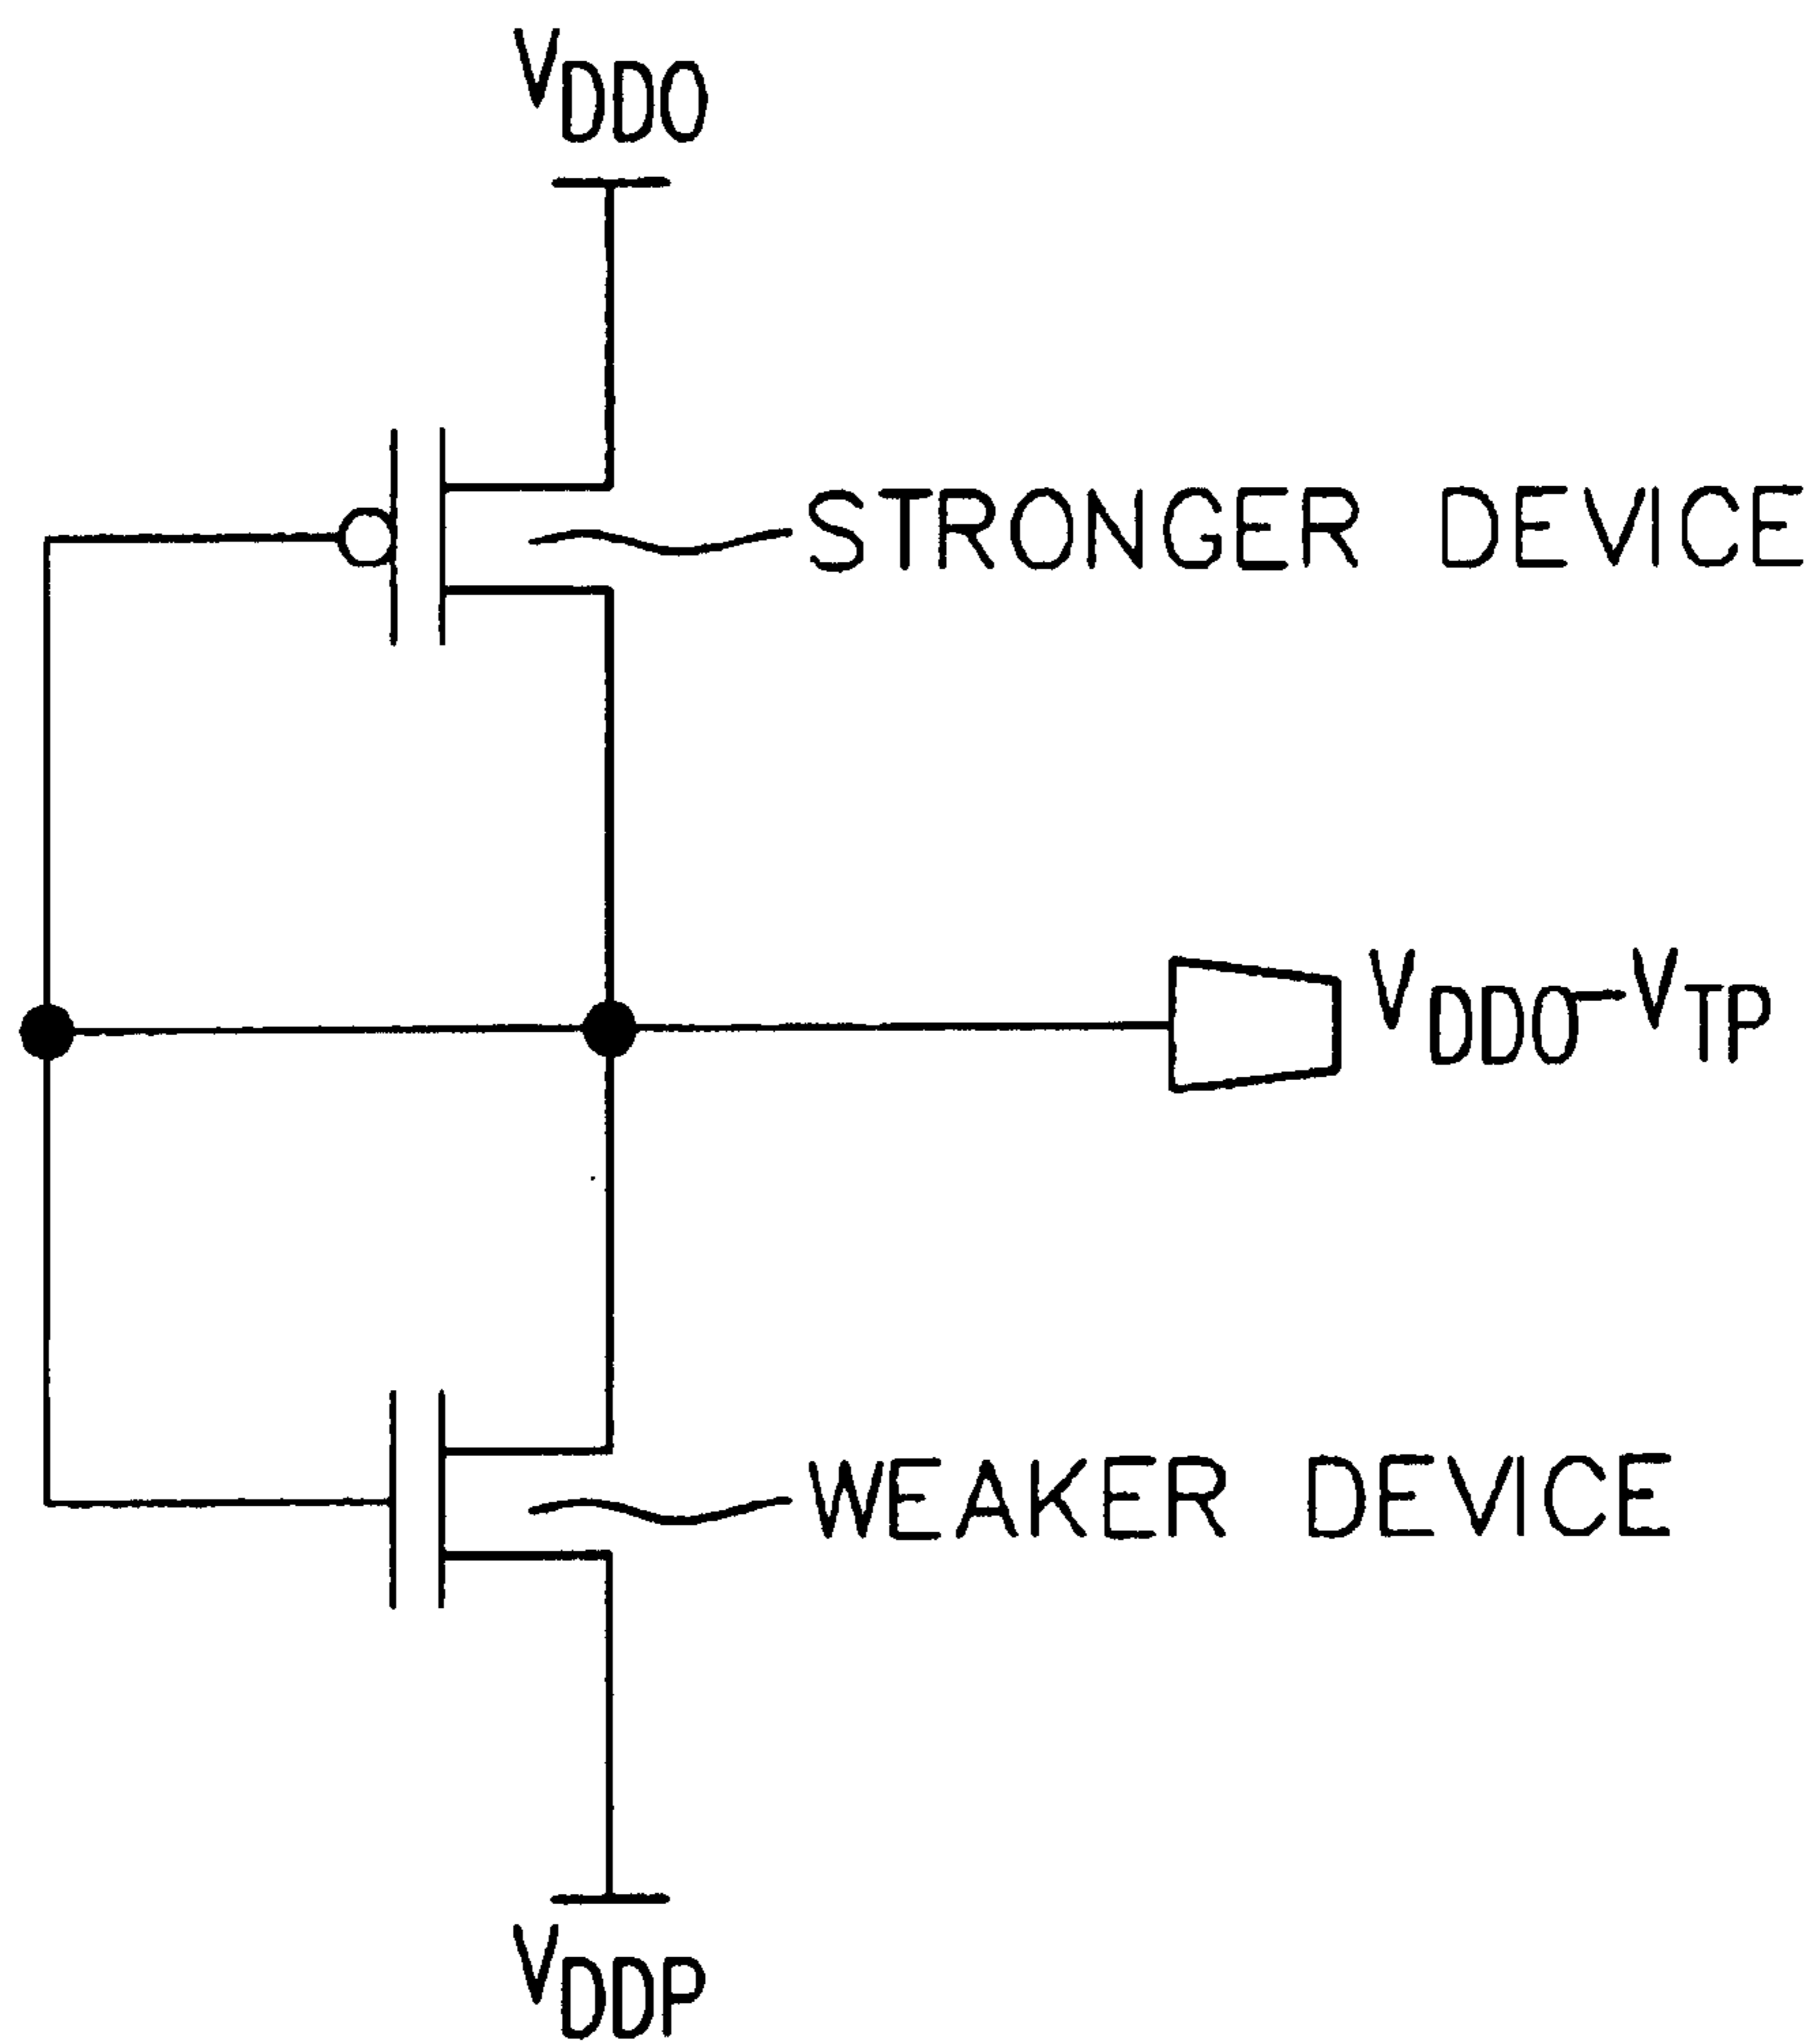 VDDO
STRONGER DEVICE
VDDO-VTP
WEAKER DEVICE
VDDP